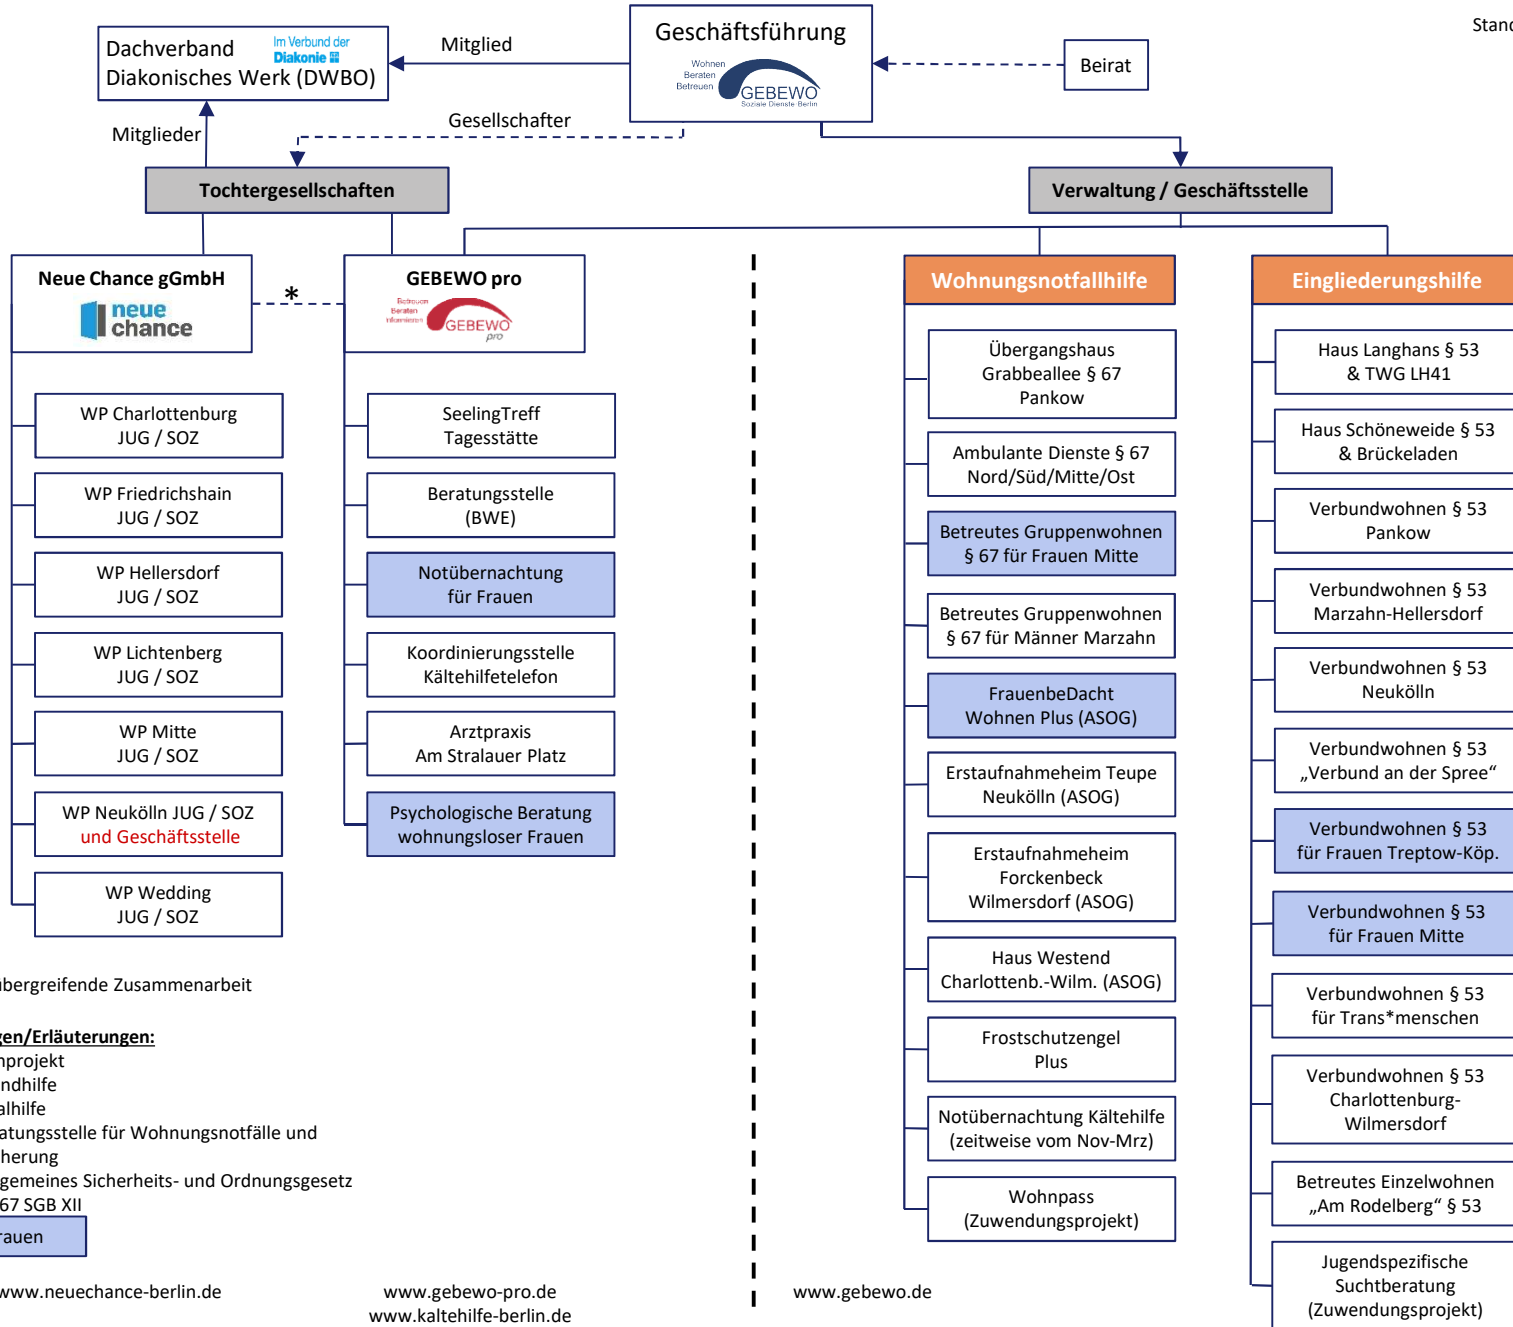 Stand
Geschäftsführung
Wohnen
Beraten
Betreuen
GEBEWO
Soziale Dienste Berlin
Dachverband
Im Verbund der
Diakonie
Diakonisches Werk (DWBO)
Mitglied
Beirat
Mitglieder
Gesellschafter
Tochtergesellschaften
Verwaltung / Geschäftsstelle
Neue Chance gGmbH
neue
chance
*
GEBEWO pro
Betreuen
Beraten
Informieren
GEBEWO
pro
WP Charlottenburg
JUG / SOZ
WP Friedrichshain
JUG / SOZ
WP Hellersdorf
JUG / SOZ
WP Lichtenberg
JUG / SOZ
WP Mitte
JUG / SOZ
WP Neukölln JUG / SOZ
und Geschäftsstelle
WP Wedding
JUG / SOZ
SeelingTreff
Tagesstätte
Beratungsstelle
(BWE)
Notübernachtung
für Frauen
Koordinierungsstelle
Kältehilfetelefon
Arztpraxis
Am Stralauer Platz
Psychologische Beratung
wohnungsloser Frauen
Wohnungsnotfallhilfe
Übergangshaus
Grabbeallee § 67
Pankow
Ambulante Dienste § 67
Nord/Süd/Mitte/Ost
Betreutes Gruppenwohnen
§ 67 für Frauen Mitte
Betreutes Gruppenwohnen
§ 67 für Männer Marzahn
FrauenbeDacht
Wohnen Plus (ASOG)
Erstaufnahmeheim Teupe
Neukölln (ASOG)
Erstaufnahmeheim
Forckenbeck
Wilmersdorf (ASOG)
Haus Westend
Charlottenb.-Wilm. (ASOG)
Frostschutzengel
Plus
Notübernachtung Kältehilfe
(zeitweise vom Nov-Mrz)
Wohnpass
(Zuwendungsprojekt)
Eingliederungshilfe
Haus Langhans § 53
& TWG LH41
Haus Schöneweide § 53
& Brückeladen
Verbundwohnen § 53
Pankow
Verbundwohnen § 53
Marzahn-Hellersdorf
Verbundwohnen § 53
Neukölln
Verbundwohnen § 53
„Verbund an der Spree“
Verbundwohnen § 53
für Frauen Treptow-Köp.
Verbundwohnen § 53
für Frauen Mitte
Verbundwohnen § 53
für Trans*menschen
Verbundwohnen § 53
Charlottenburg-
Wilmersdorf
Betreutes Einzelwohnen
„Am Rodelberg“ § 53
Jugendspezifische
Suchtberatung
(Zuwendungsprojekt)
übergreifende Zusammenarbeit
gen/Erläuterungen:
nprojekt
ndhilfe
alhilfe
atungsstelle für Wohnungsnotfälle und
cherung
gemeines Sicherheits- und Ordnungsgesetz
67 SGB XII
rauen
www.neuechance-berlin.de
www.gebewo-pro.de
www.kaltehilfe-berlin.de
www.gebewo.de